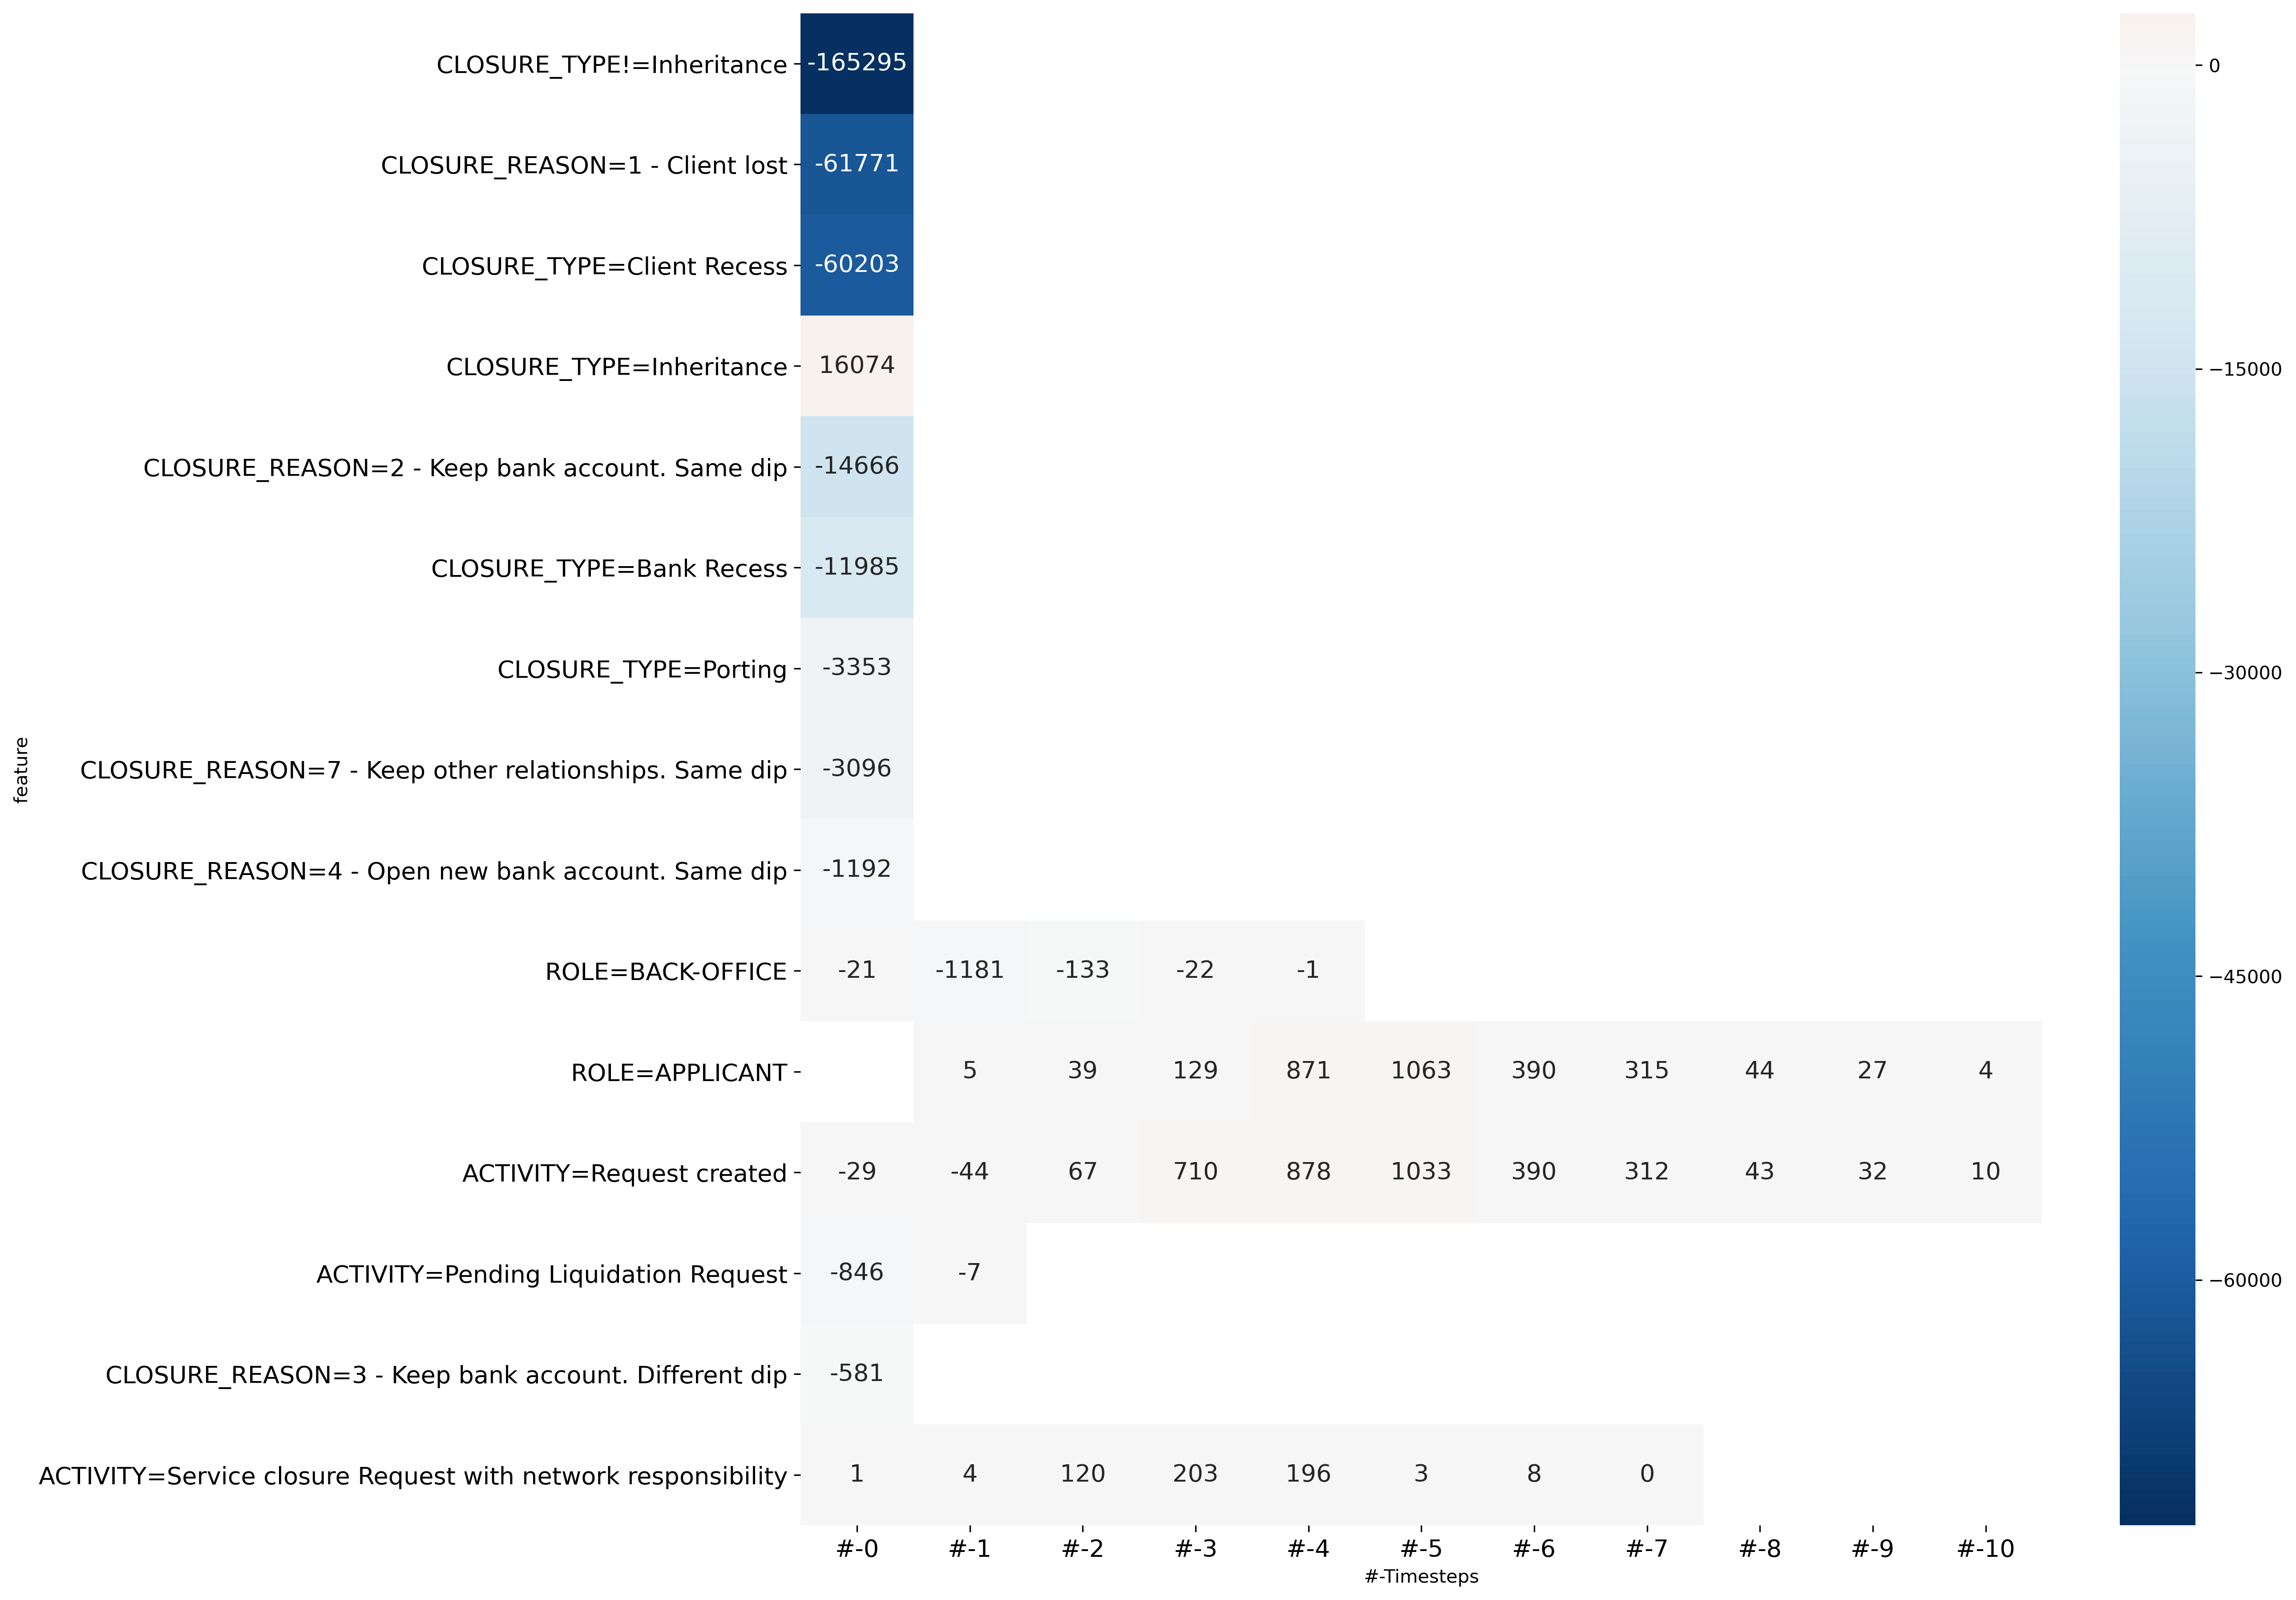 CLOSURE_TYPE!=Inheritance -165295
CLOSURE_REASON=1 - Client lost -61771
CLOSURE_TYPE=Client Recess -60203
CLOSURE_TYPE=Inheritance 16074
CLOSURE_REASON=2 - Keep bank account. Same dip -14666
CLOSURE_TYPE=Bank Recess -11985
CLOSURE_TYPE=Porting -3353
CLOSURE_REASON=7 - Keep other relationships. Same dip -3096
CLOSURE_REASON=4 - Open new bank account. Same dip -1192
ROLE=BACK-OFFICE -21 -1181 -133 -22 -1
ROLE=APPLICANT 5 39 129 871 1063 390 315 44 27 4
ACTIVITY=Request created -29 -44 67 710 878 1033 390 312 43 32 10
ACTIVITY=Pending Liquidation Request -846 -7
CLOSURE_REASON=3 - Keep bank account. Different dip -581
ACTIVITY=Service closure Request with network responsibility 1 4 120 203 196 3 8 0
#-0 #-1 #-2 #-3 #-4 #-5 #-6 #-7 #-8 #-9 #-10
#-Timesteps
feature
0
−15000
−30000
−45000
−60000